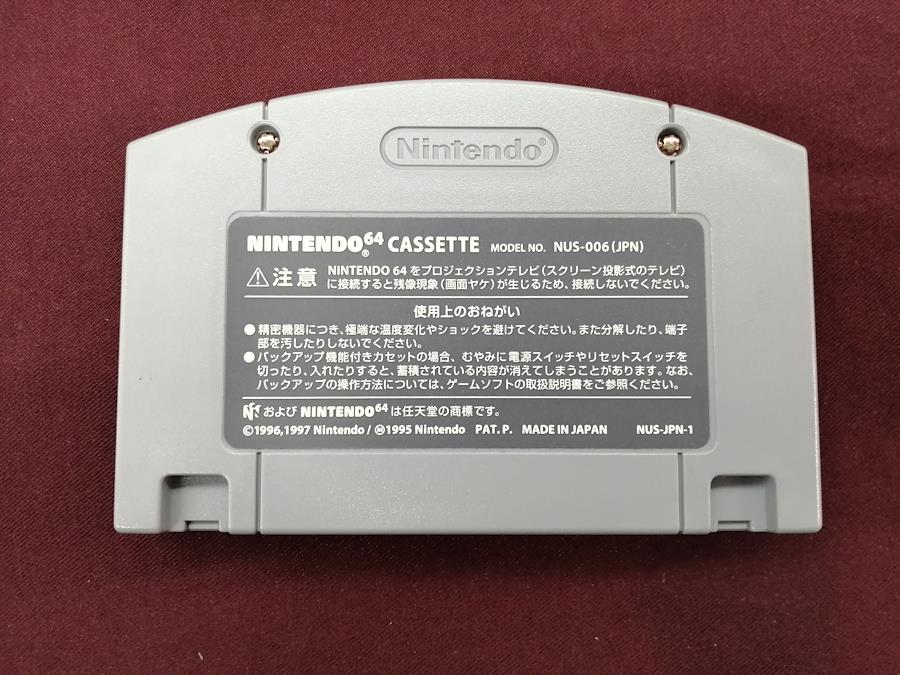 Nintendo
NINTENDO64® CASSETTE MODEL NO. NUS-006(JPN)
⚠注意 NINTENDO 64をプロジェクションテレビ(スクリーン投影式のテレビ)
に接続すると残像現象(画面ヤケ)が生じるため、接続しないでください。
使用上のおねがい
●精密機器につき、極端な温度変化やショックを避けてください。また分解したり、端子
部を汚したりしないでください。
●バックアップ機能付きカセットの場合、むやみに電源スイッチやリセットスイッチを
切ったり、入れたりすると、蓄積されている内容が消えてしまうことがあります。なお、
バックアップの操作方法については、ゲームソフトの取扱説明書をご参照ください。
および NINTENDO64は任天堂の商標です。
©1996,1997 Nintendo/Ⓜ1995 Nintendo PAT.P. MADE IN JAPAN NUS-JPN-1